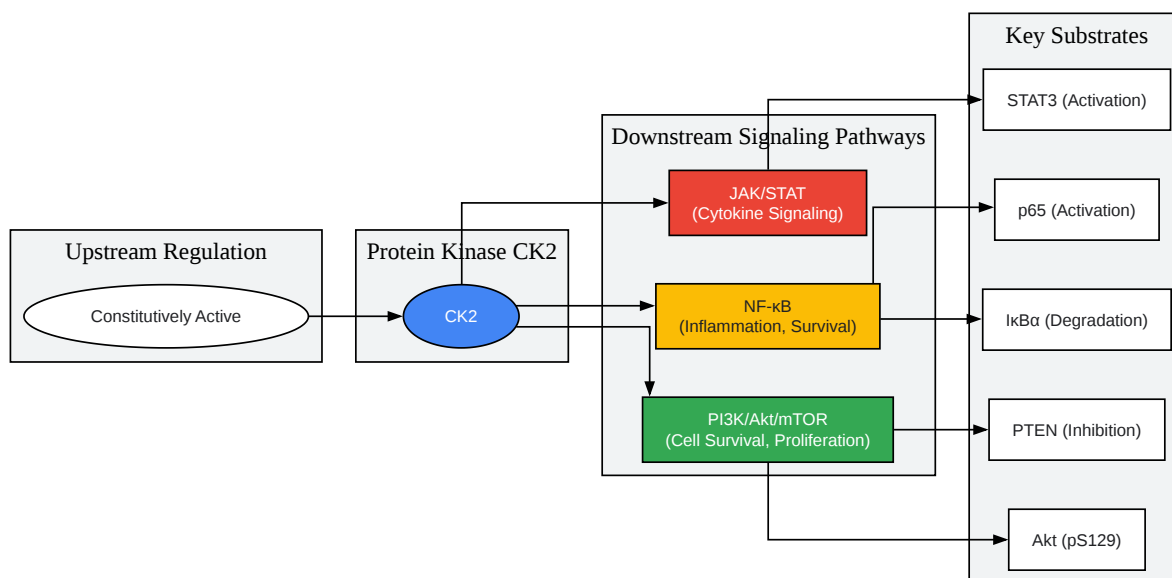 Upstream Regulation
Constitutively Active
Protein Kinase CK2
CK2
Downstream Signaling Pathways
JAK/STAT
(Cytokine Signaling)
NF-κB
(Inflammation, Survival)
PI3K/Akt/mTOR
(Cell Survival, Proliferation)
Key Substrates
STAT3 (Activation)
p65 (Activation)
IκBα (Degradation)
PTEN (Inhibition)
Akt (pS129)